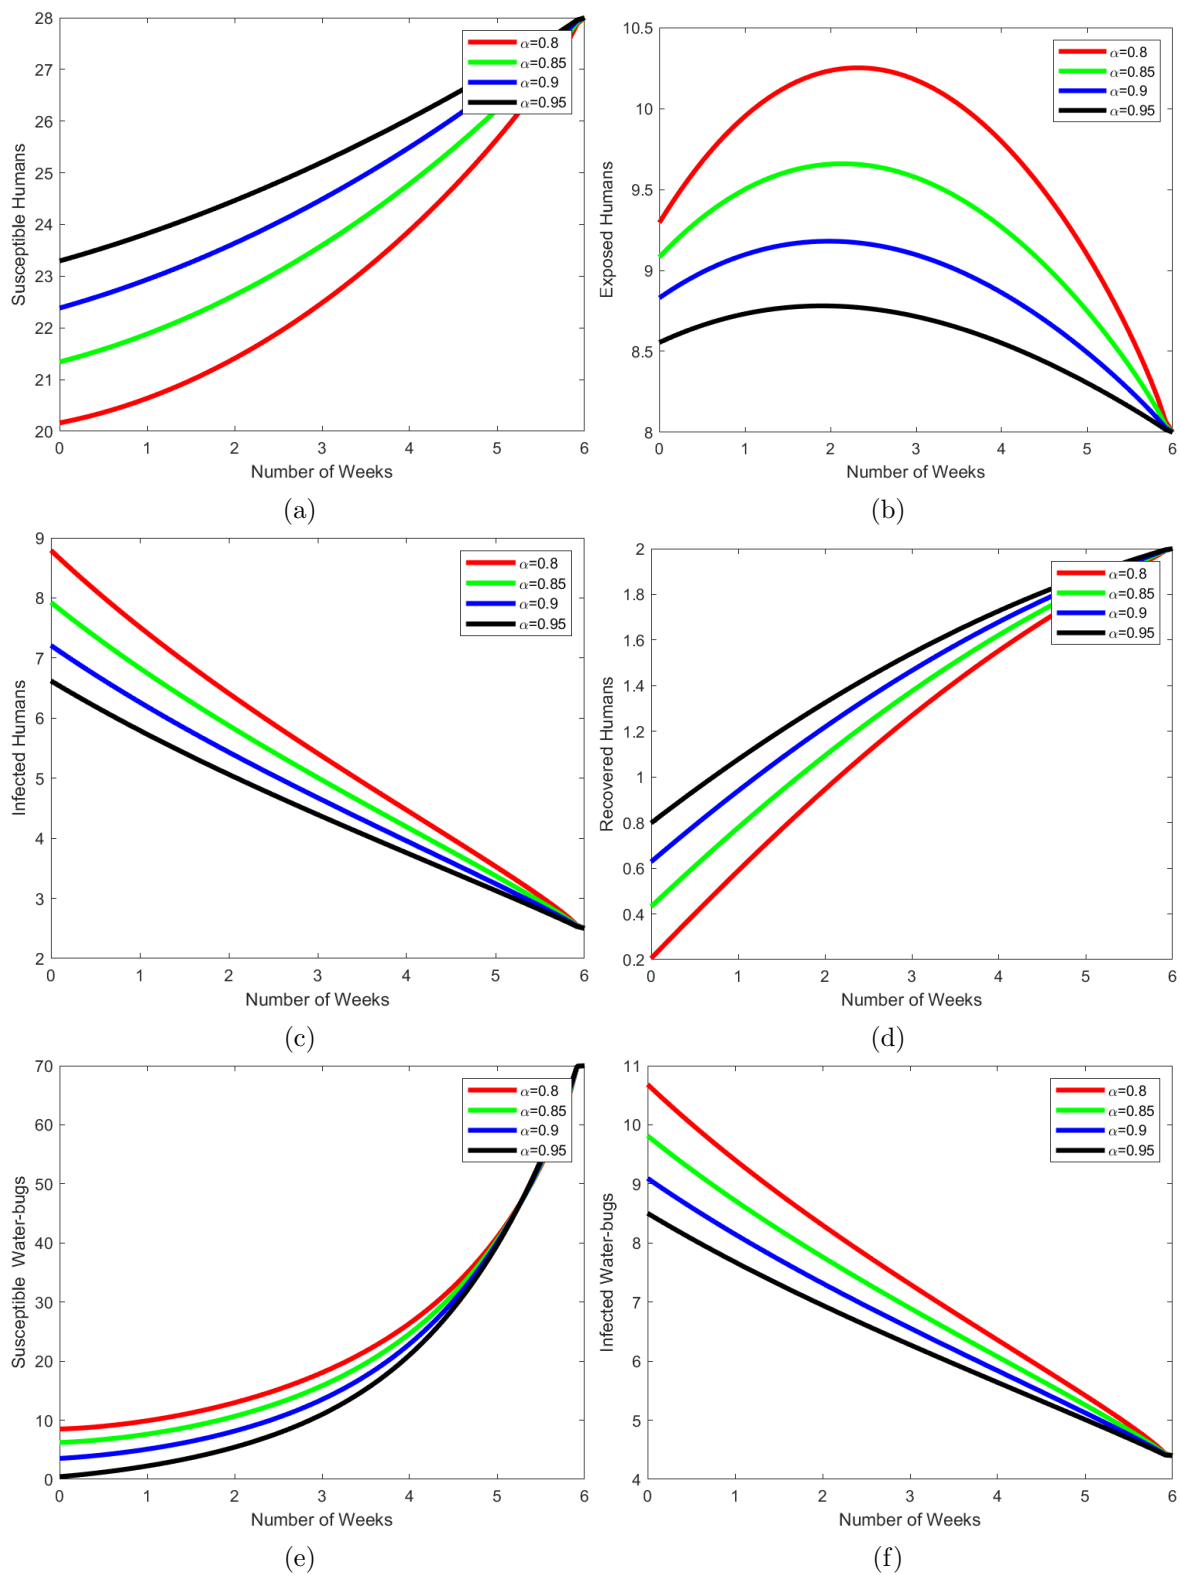 28
27
26
25
24
23
22
21
20
0 1 2 3 4 5 6
Susceptible Humans
Number of Weeks
α=0.8
α=0.85
α=0.9
α=0.95
(a)
10.5
10
9.5
9
8.5
8
0 1 2 3 4 5 6
Exposed Humans
Number of Weeks
α=0.8
α=0.85
α=0.9
α=0.95
(b)
9
8
7
6
5
4
3
2
0 1 2 3 4 5 6
Infected Humans
Number of Weeks
α=0.8
α=0.85
α=0.9
α=0.95
(c)
2
1.8
1.6
1.4
1.2
1
0.8
0.6
0.4
0.2
0 1 2 3 4 5 6
Recovered Humans
Number of Weeks
α=0.8
α=0.85
α=0.9
α=0.95
(d)
70
60
50
40
30
20
10
0
0 1 2 3 4 5 6
Susceptible Water-bugs
Number of Weeks
α=0.8
α=0.85
α=0.9
α=0.95
(e)
11
10
9
8
7
6
5
4
0 1 2 3 4 5 6
Infected Water-bugs
Number of Weeks
α=0.8
α=0.85
α=0.9
α=0.95
(f)